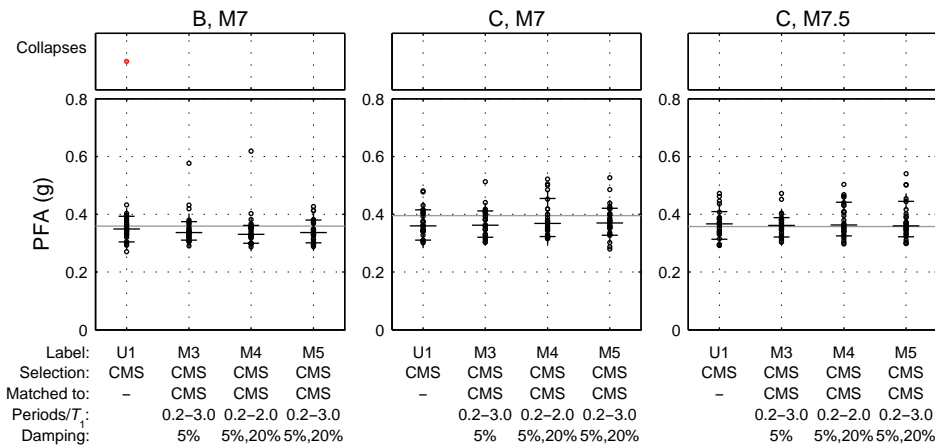 B, M7 C, M7 C, M7.5
Collapses
0.8 0.8 0.8
0.6 0.6 0.6
0.4 0.4 0.4
0.2 0.2 0.2
0 0 0
PFA (g)
Label: U1 M3 M4 M5 U1 M3 M4 M5 U1 M3 M4 M5
Selection: CMS CMS CMS CMS CMS CMS CMS CMS CMS CMS CMS CMS
Matched to: – CMS CMS CMS – CMS CMS CMS – CMS CMS CMS
Periods/T1: 0.2−3.0 0.2−2.0 0.2−3.0 0.2−3.0 0.2−2.0 0.2−3.0 0.2−3.0 0.2−2.0 0.2−3.0
Damping: 5% 5%,20% 5%,20% 5% 5%,20% 5%,20% 5% 5%,20% 5%,20%